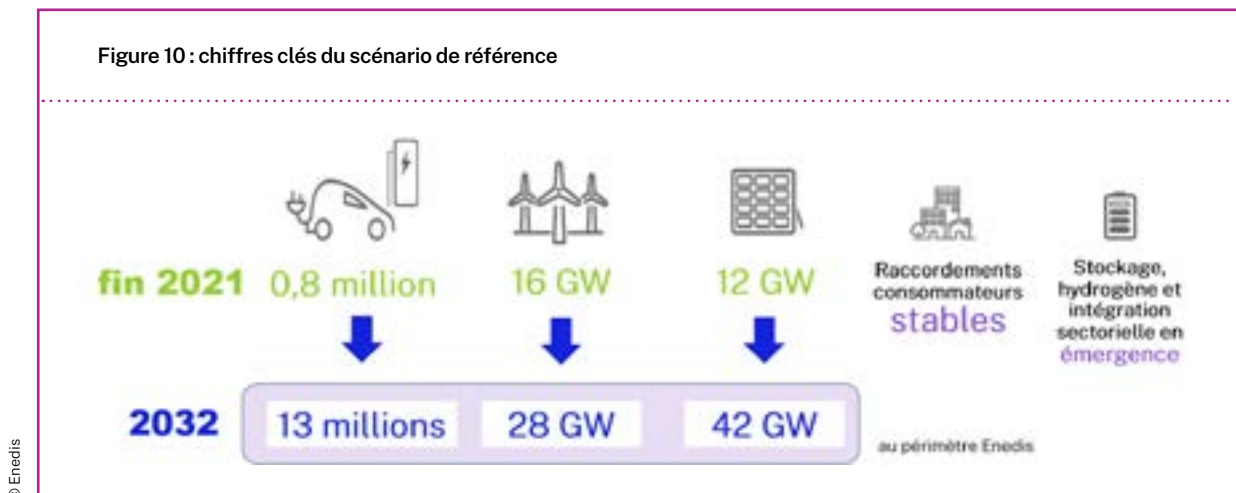 Figure 10 : chiffres clés du scénario de référence
fin 2021 0,8 million 16 GW 12 GW
Raccordements
consommateurs
stables
Stockage,
hydrogène et
intégration
sectorielle en
émergence
2032 13 millions 28 GW 42 GW
au périmètre Enedis
© Enedis